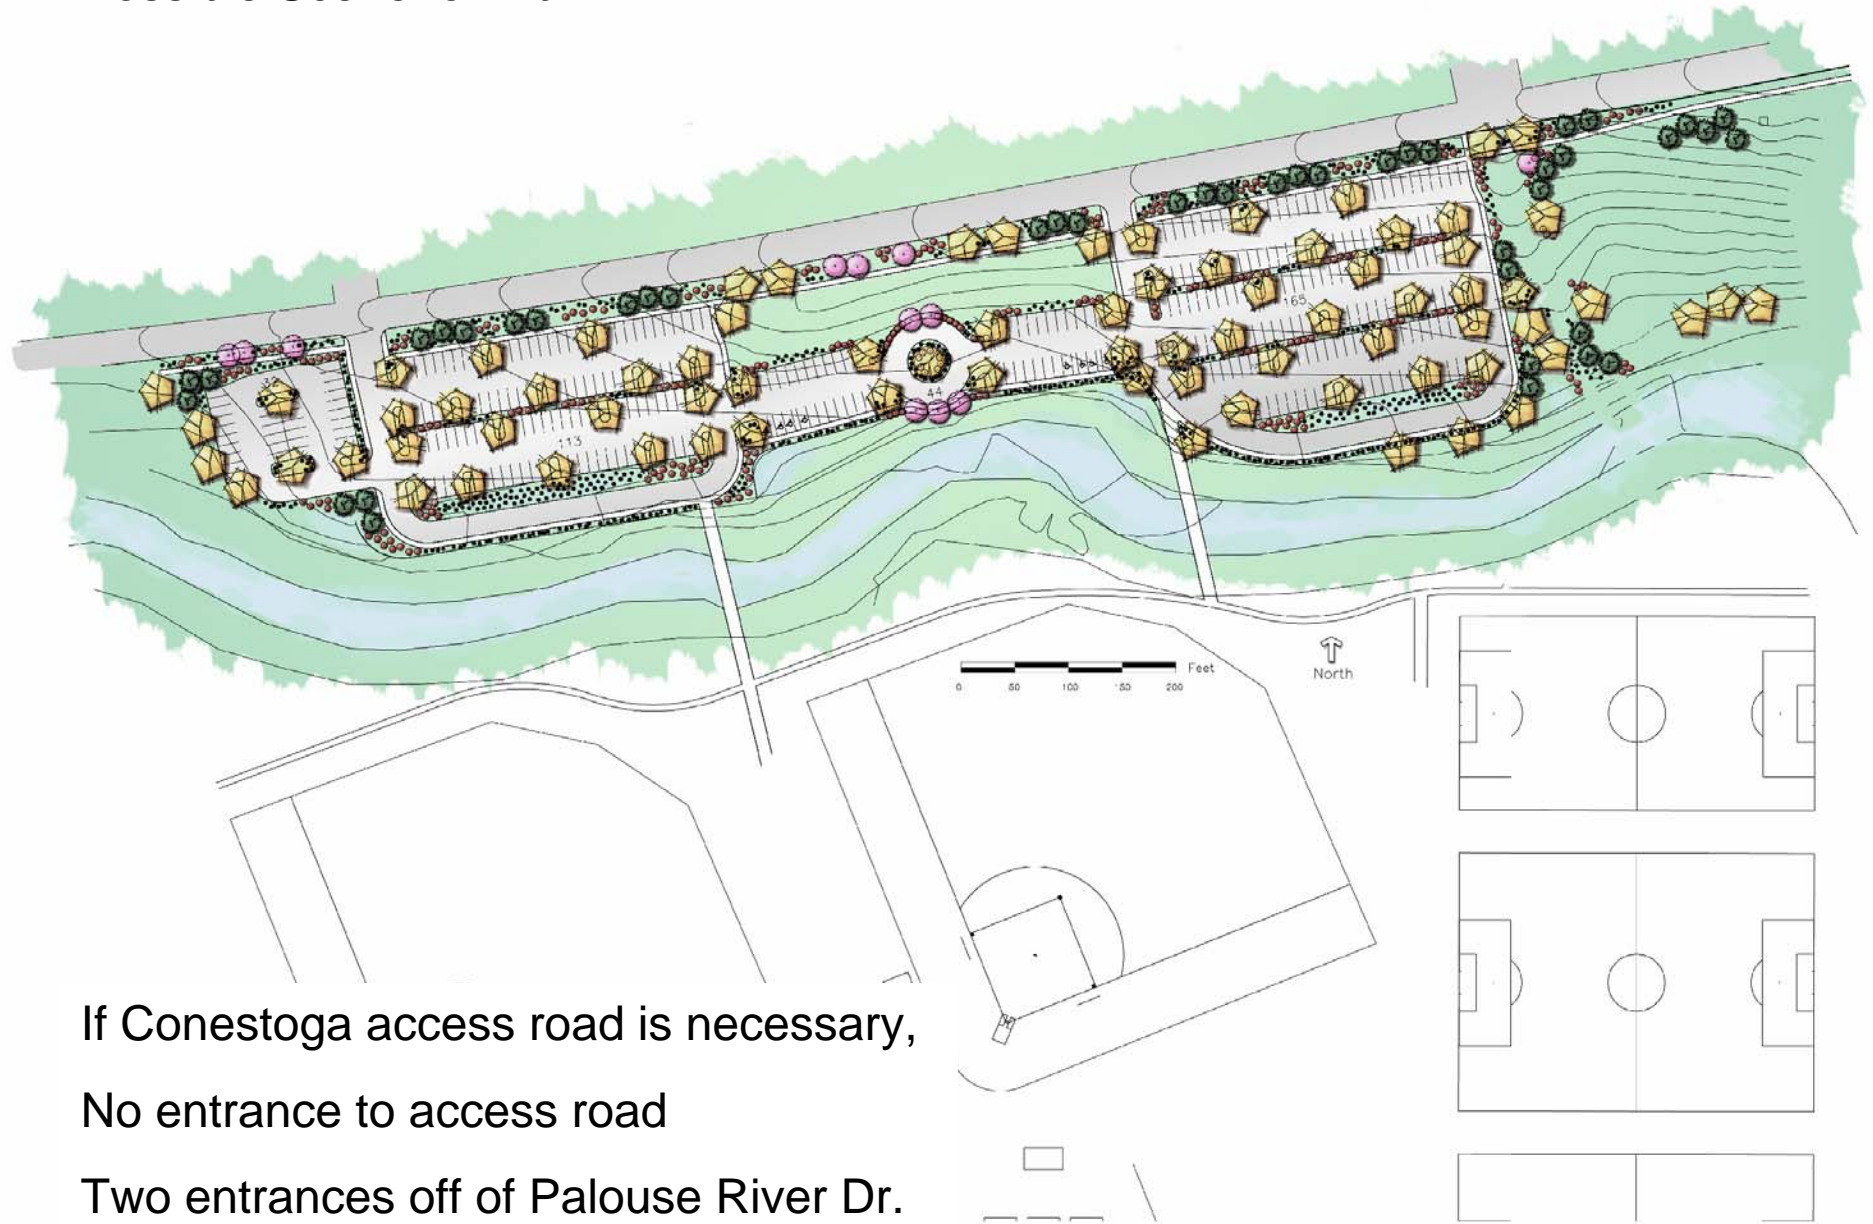 165
44
113
Feet
0 50 100 150 200
North
If Conestoga access road is necessary,
No entrance to access road
Two entrances off of Palouse River Dr.